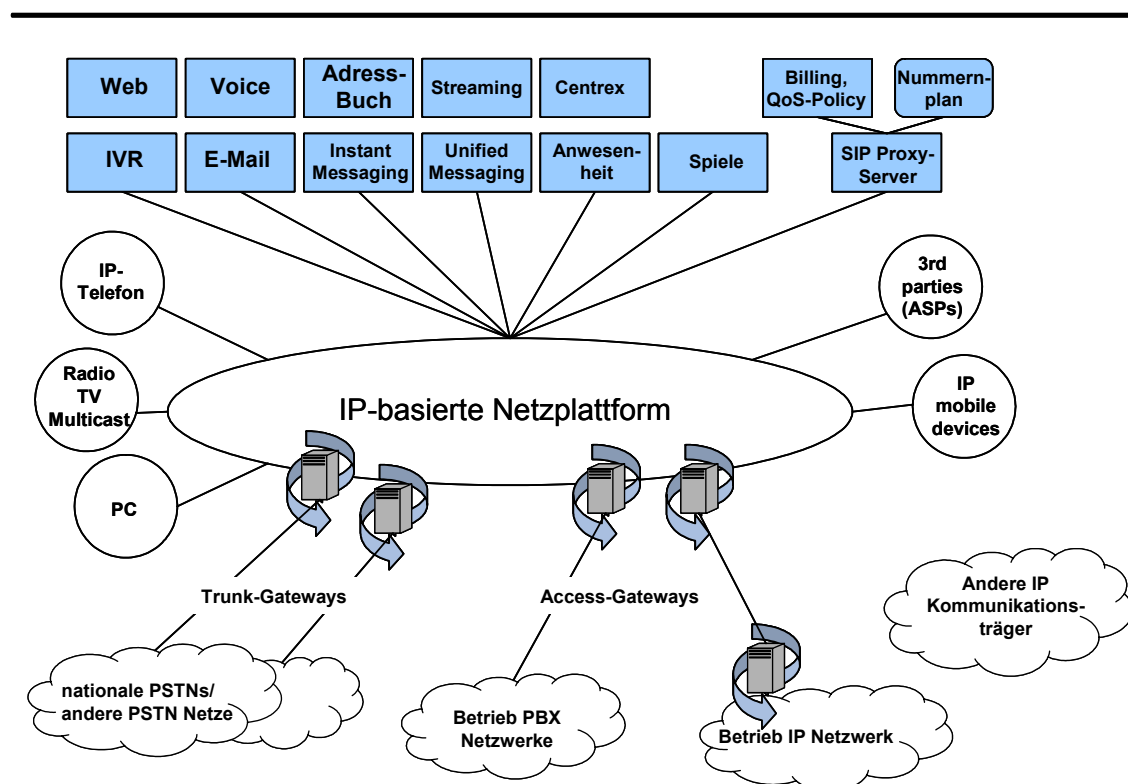 Web
Voice
Adress-
Buch
Streaming
Centrex
Billing,
QoS-Policy
Nummern-
plan
IVR
E-Mail
Instant
Messaging
Unified
Messaging
Anwesen-
heit
Spiele
SIP Proxy-
Server
IP-
Telefon
3rd
parties
(ASPs)
Radio
TV
Multicast
IP-basierte Netzplattform
IP
mobile
devices
PC
Trunk-Gateways
Access-Gateways
Andere IP
Kommunikations-
träger
nationale PSTNs/
andere PSTN Netze
Betrieb PBX
Netzwerke
Betrieb IP Netzwerk